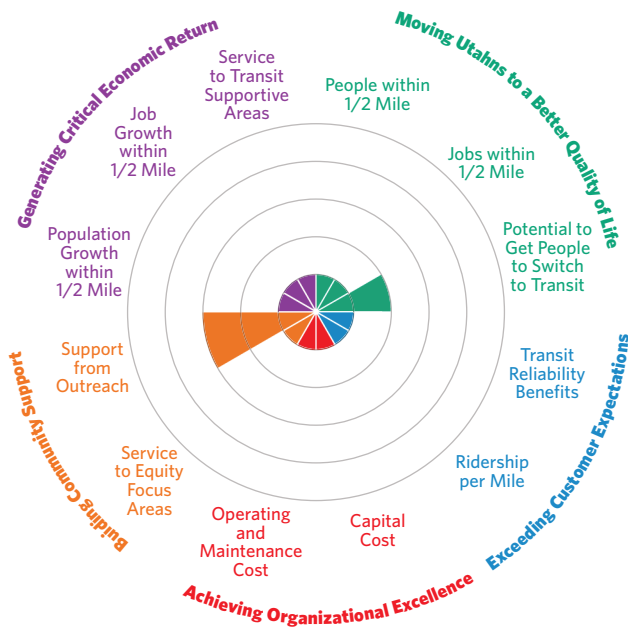 Generating Critical Economic Return
Moving Utahns to a Better Quality of Life
Service
to Transit
Supportive
Areas
People within
1/2 Mile
Job
Growth
within
1/2 Mile
Jobs within
1/2 Mile
Population
Growth
within
1/2 Mile
Potential to
Get People
to Switch
to Transit
Support
from
Outreach
Transit
Reliability
Benefits
Service
to Equity
Focus
Areas
Ridership
per Mile
Operating
and
Maintenance
Cost
Capital
Cost
Buiding Community Support
Exceeding Customer Expectations
Achieving Organizational Excellence